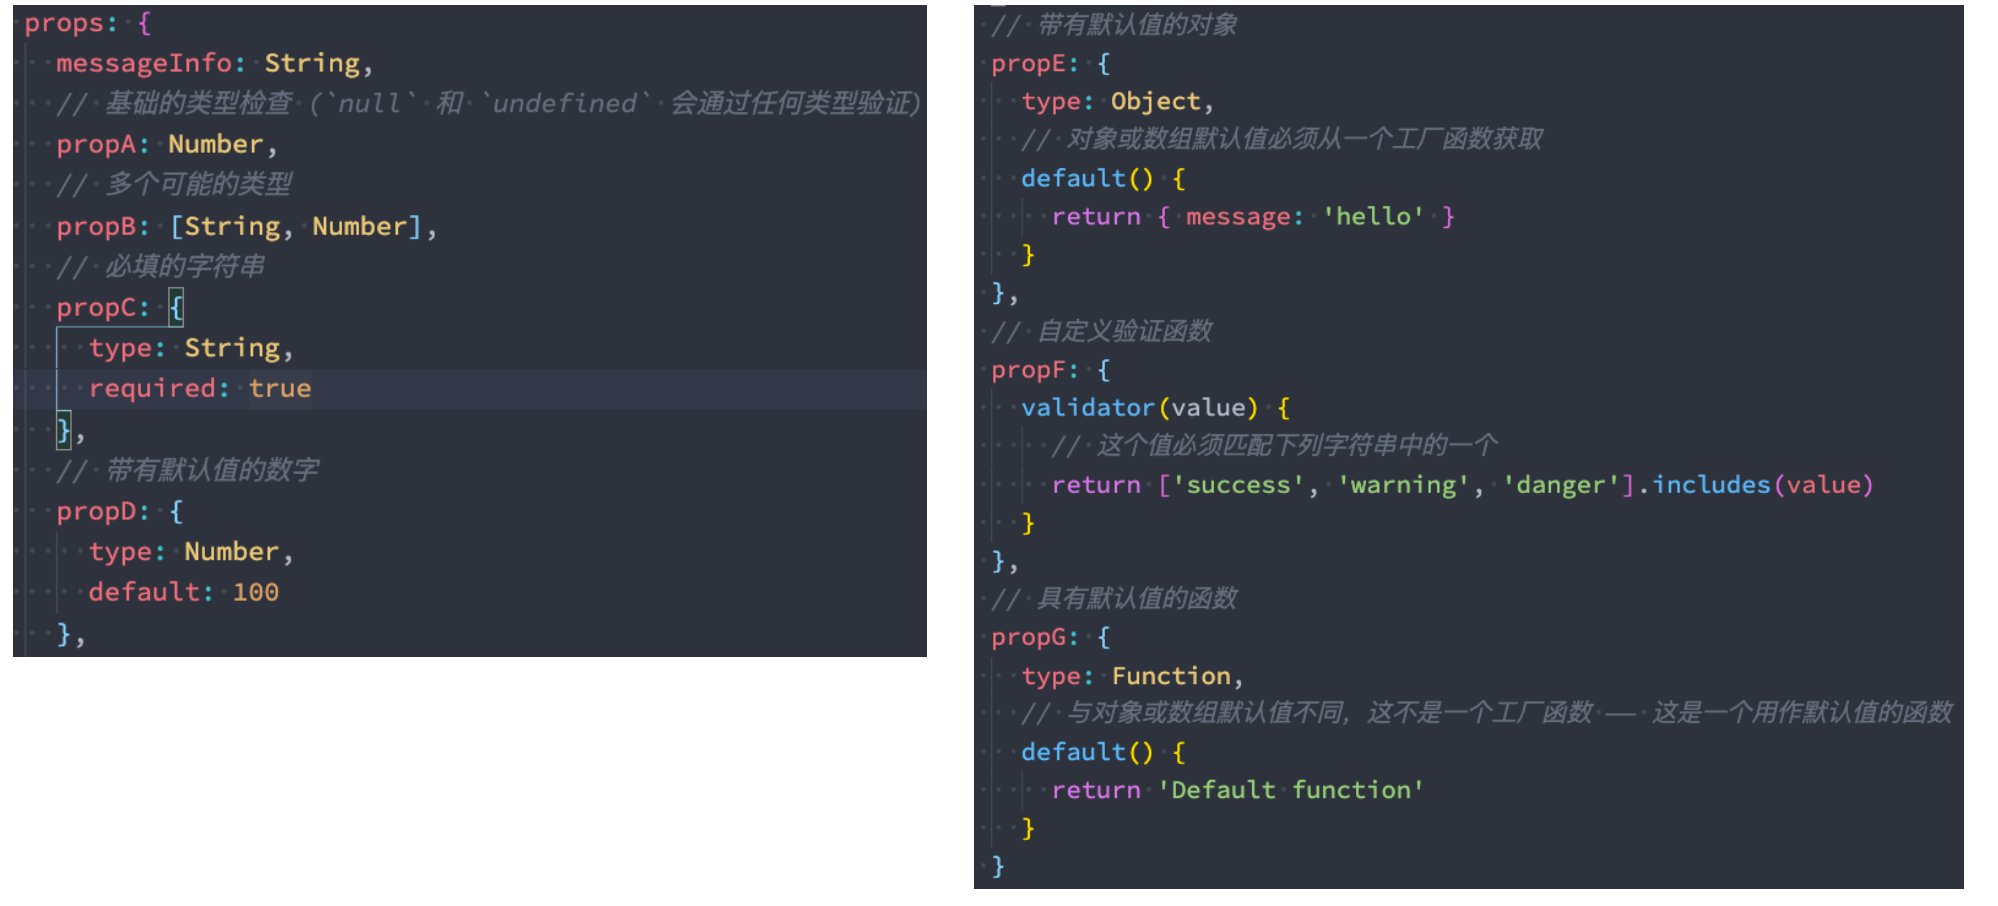 props: {
messageInfo: String,
// 基础的类型检查 (`null` 和 `undefined` 会通过任何类型验证)
propA: Number,
// 多个可能的类型
propB: [String, Number],
// 必填的字符串
propC: {
type: String,
required: true
},
// 带有默认值的数字
propD: {
type: Number,
default: 100
},
// 带有默认值的对象
propE: {
type: Object,
// 对象或数组默认值必须从一个工厂函数获取
default() {
return { message: 'hello' }
}
},
// 自定义验证函数
propF: {
validator(value) {
// 这个值必须匹配下列字符串中的一个
return ['success', 'warning', 'danger'].includes(value)
}
},
// 具有默认值的函数
propG: {
type: Function,
// 与对象或数组默认值不同, 这不是一个工厂函数 —— 这是一个用作默认值的函数
default() {
return 'Default function'
}
}